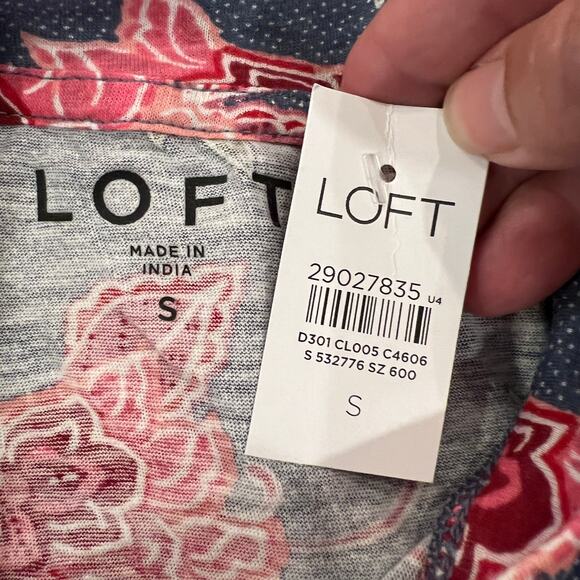 LOFT
MADE IN
INDIA
S
LOFT
29027835 U4
D301 CL005 C4606
S 532776 SZ 600
S